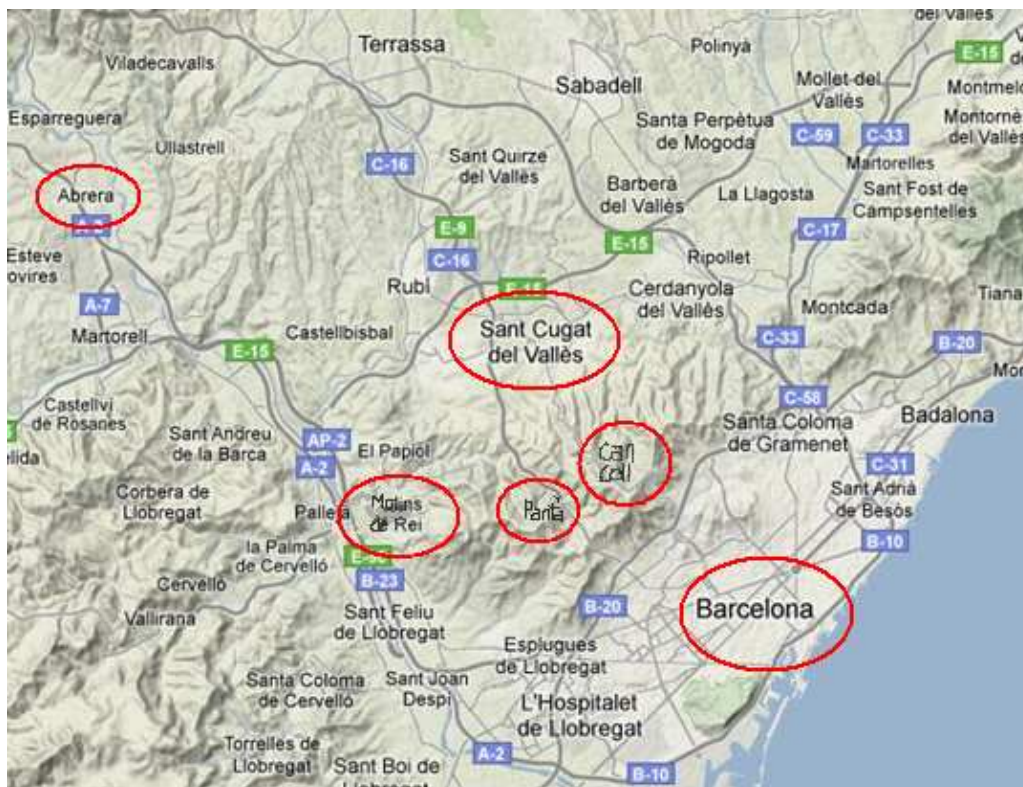 del Vallès
Terrassa
Polinyà
E-15
Viladecavalls
Sabadell
Mollet del
Vallès
Montmeló
Esparreguera
Santa Perpètua
de Mogoda
C-59
C-33
Montornè
del Vallès
Ullastrell
C-16
Sant Quirze
del Vallès
Martorelles
Abrera
Barberà
del Vallès
La Llagosta
Sant Fost de
Campsentelles
E-9
E-15
C-17
Esteve
ovires
C-16
Ripollet
Rubí
Cerdanyola
del Vallès
Tiana
A-7
Montcada
Martorell
Castellbisbal
Sant Cugat
del Vallès
C-33
B-20
E-15
Castellví
de Rosanes
C-58
Santa Coloma
de Gramenet
Badalona
Sant Andreu
de la Barca
AP-2
El Papiol
A-2
Can
Coll
C-31
Corbera de
Llobregat
Pallejà
Molins
de Rei
Planta
Sant Adrià
de Besòs
B-10
la Palma
de Cervelló
B-23
Cervelló
Vallirana
Sant Feliu
de Llobregat
B-20
Barcelona
Esplugues
de Llobregat
Santa Coloma
de Cervelló
Sant Joan
Despí
L'Hospitalet
de Llobregat
Torrelles de
Llobregat
A-2
Sant Boi de
Llobregat
B-10